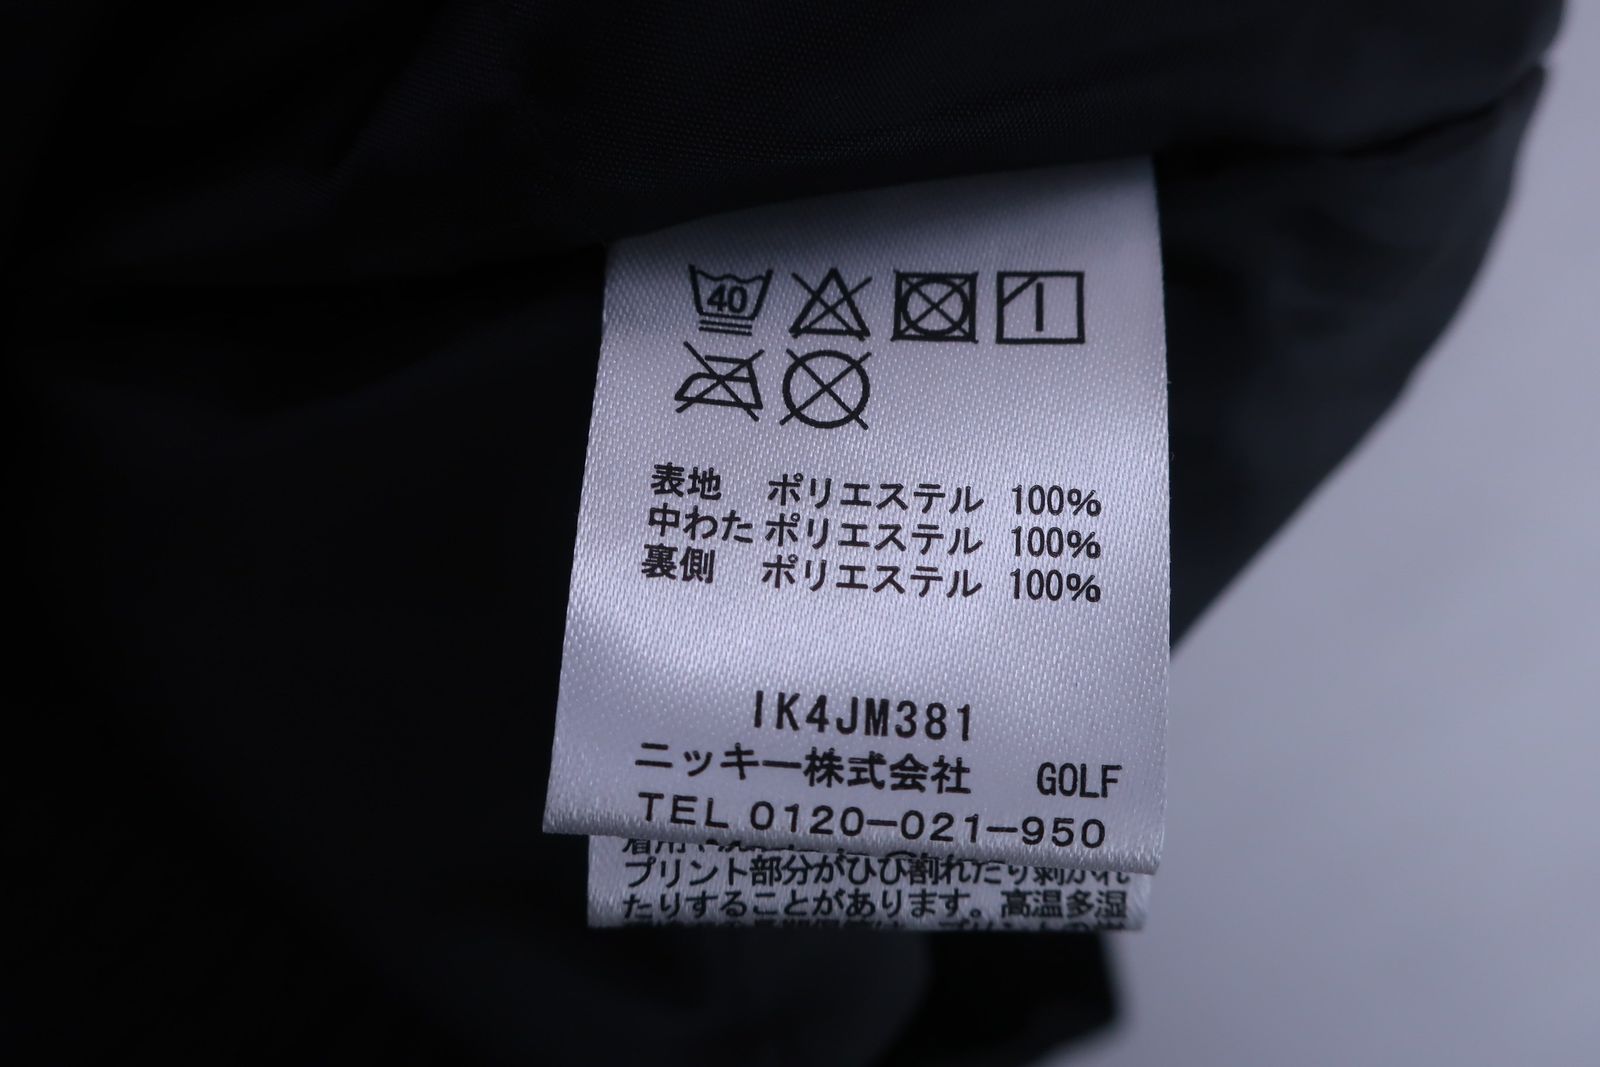 40
表地 ポリエステル 100%
中わた ポリエステル 100%
裏側 ポリエステル 100%
IK4JM381
ニッキー株式会社 GOLF
TEL 0120-021-950
プリント部分がひび割れたり剥がれ
たりすることがあります。高温多湿